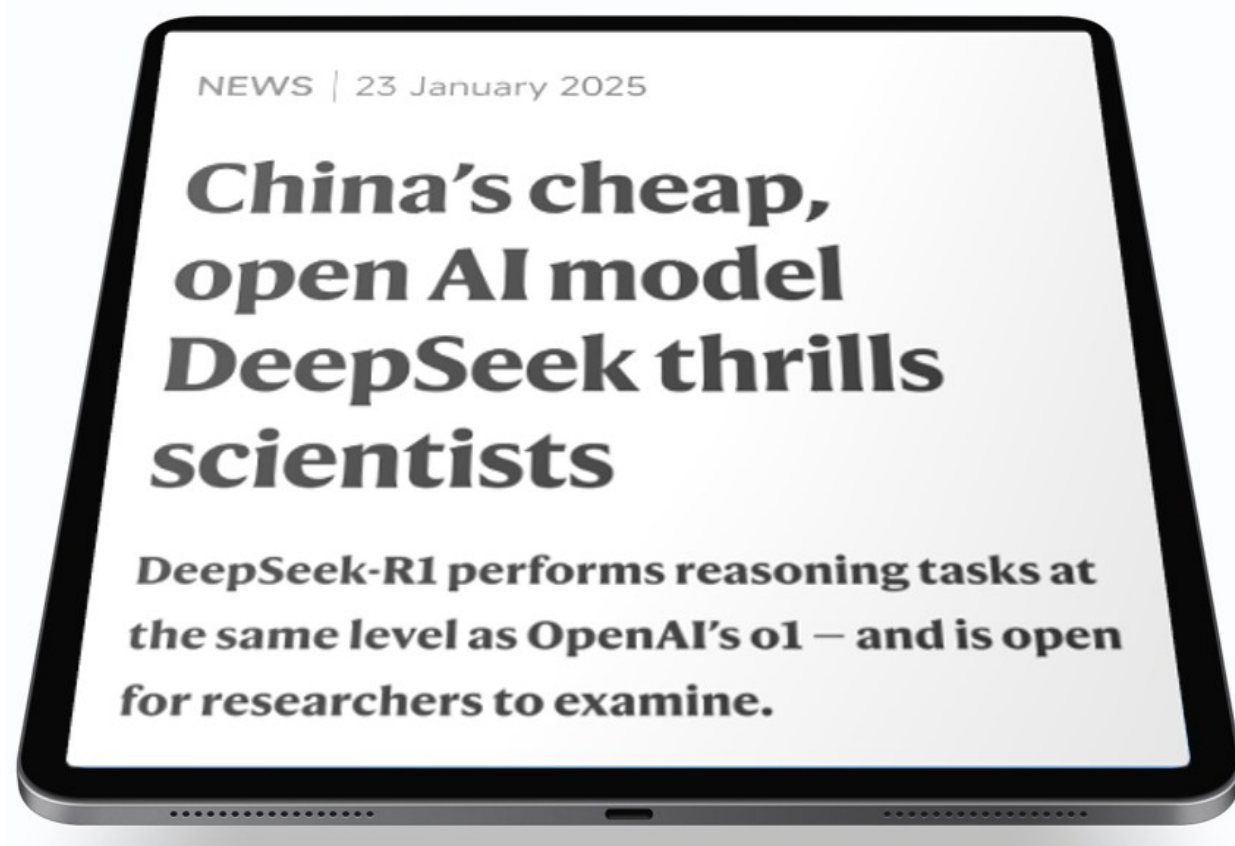 NEWS | 23 January 2025
China’s cheap,
open AI model
DeepSeek thrills
scientists
DeepSeek-R1 performs reasoning tasks at
the same level as OpenAI’s o1 — and is open
for researchers to examine.